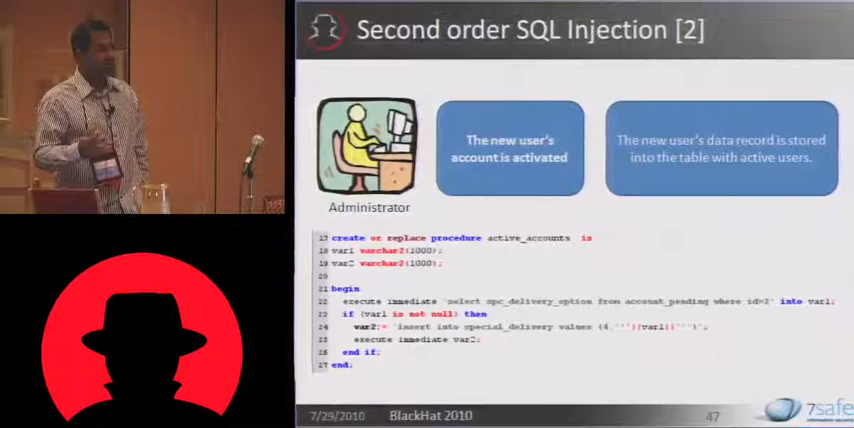 Second order SQL Injection [2]
The new user's
account is activated
The new user's data record is stored
into the table with active users.
Administrator
17 create or replace procedure active_accounts is
18 var1 varchar2(1000);
19 var2 varchar2(1000);
20
21 begin
22 execute immediate 'select spc_delivery_option from account_pending where id=2' into var1;
23 if (var1 is not null) then
24 var2:= 'insert into special_delivery values (4,'''||var1||''')';
25 execute immediate var2;
26 end if;
27 end;
7/29/2010 BlackHat 2010 47
7safe
information security